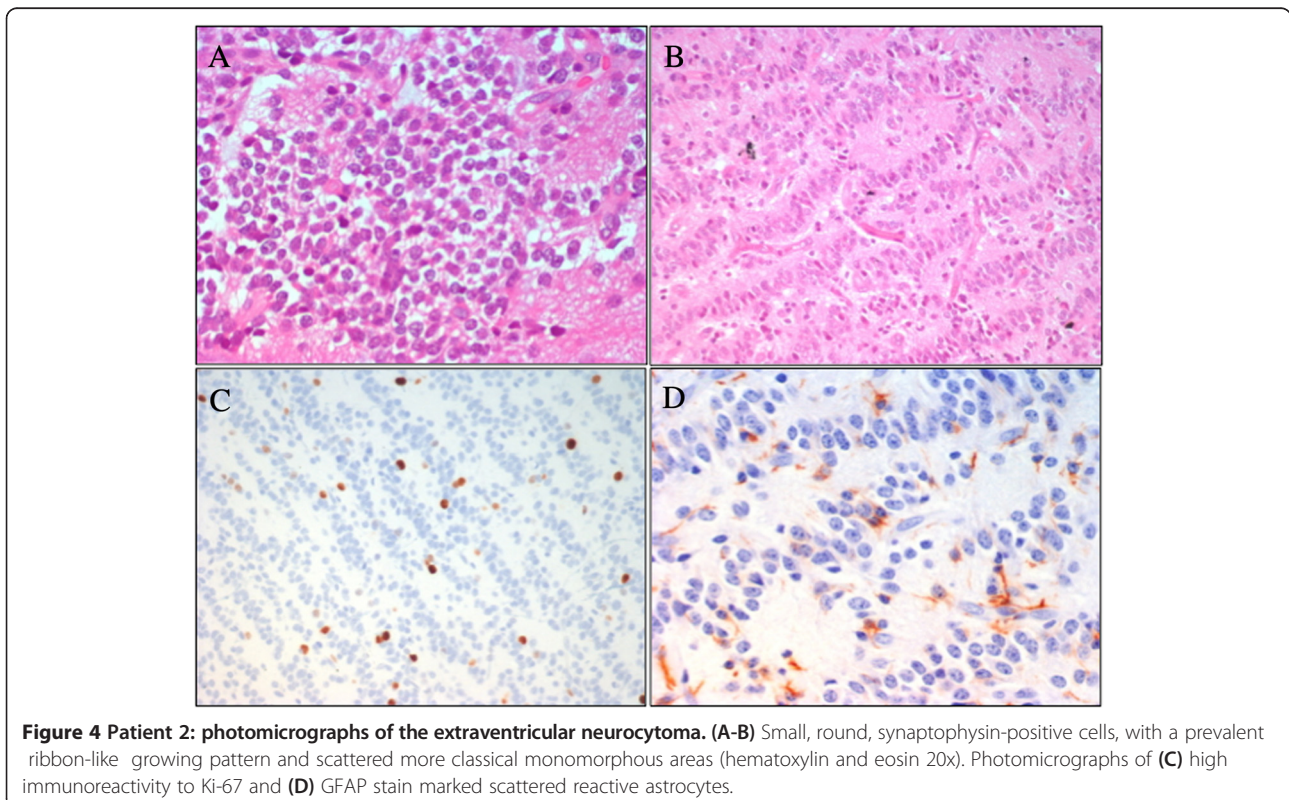 A
B
C
D
Figure 4 Patient 2: photomicrographs of the extraventricular neurocytoma. (A-B) Small, round, synaptophysin-positive cells, with a prevalent
ribbon-like growing pattern and scattered more classical monomorphous areas (hematoxylin and eosin 20x). Photomicrographs of (C) high
immunoreactivity to Ki-67 and (D) GFAP stain marked scattered reactive astrocytes.